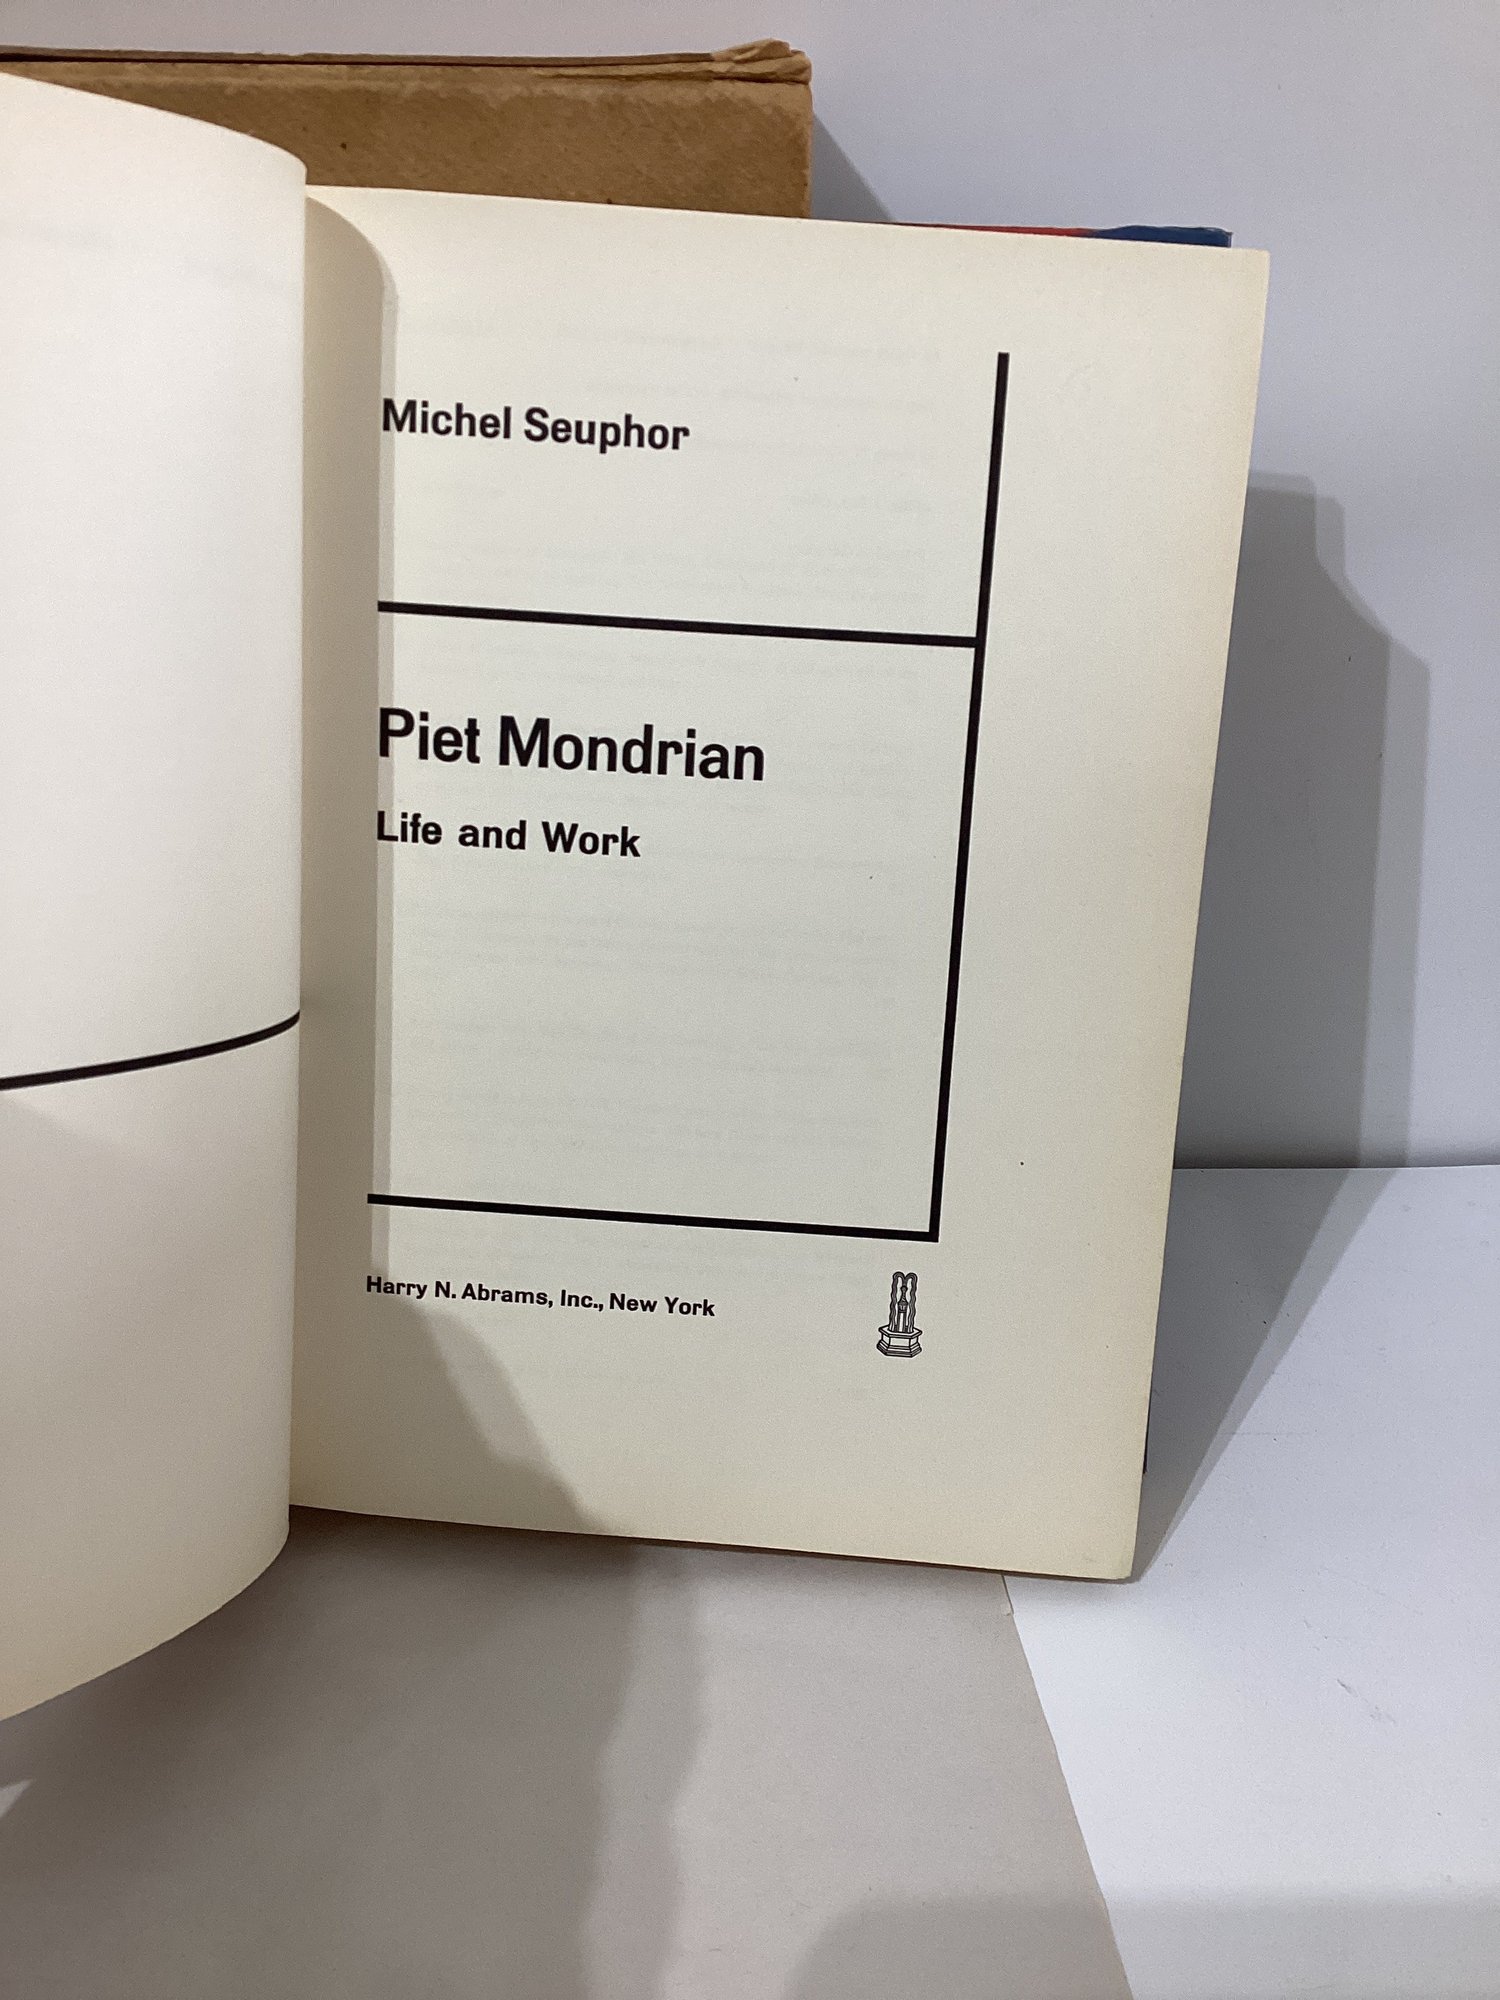 Michel Seuphor
Piet Mondrian
Life and Work
Harry N. Abrams, Inc., New York